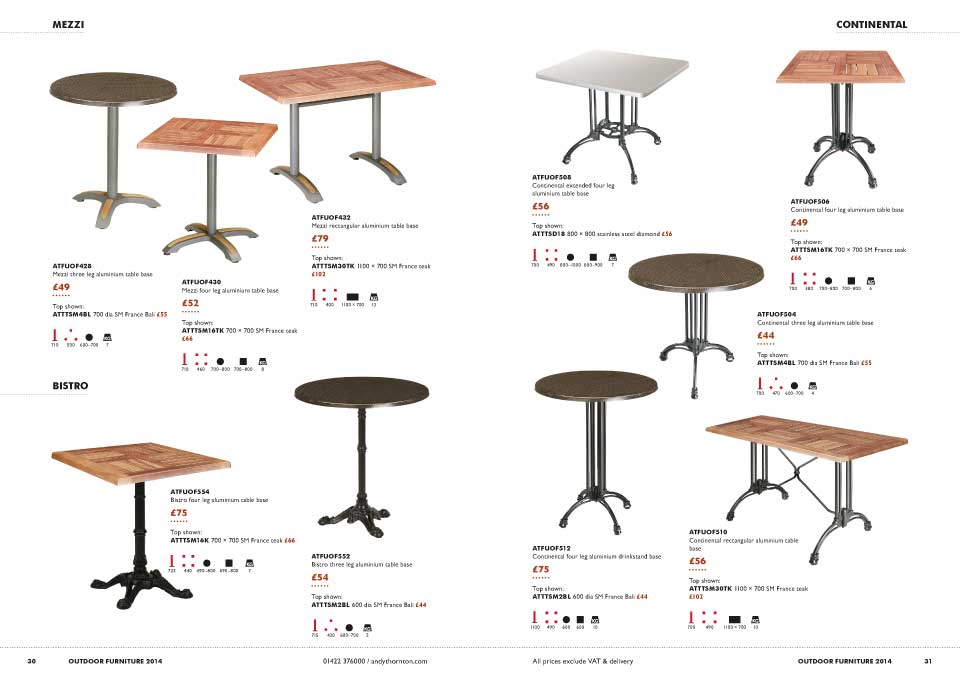 MEZZI
ATFUOF432
Mezzi rectangular aluminium table base
£79
Top shown:
ATTTSM30TK 1100 × 700 SM France teak
£102
710 400 1100 × 700 12
ATFUOF428
Mezzi three leg aluminium table base
£49
Top shown:
ATTTSM4BL 700 dia SM France Bali £55
710 530 600–700 7
ATFUOF430
Mezzi four leg aluminium table base
£52
Top shown:
ATTTSM16TK 700 × 700 SM France teak
£66
710 460 700–800 700–800 8
BISTRO
ATFUOF554
Bistro four leg aluminium table base
£75
Top shown:
ATTTSM16K 700 × 700 SM France teak £66
725 440 690–800 690–800 7
ATFUOF552
Bistro three leg aluminium table base
£54
Top shown:
ATTTSM2BL 600 dia SM France Bali £44
715 420 600–700 5
30 OUTDOOR FURNITURE 2014 01422 376000 / andythornton.com
CONTINENTAL
ATFUOF508
Continental extended four leg
aluminium table base
£56
Top shown:
ATTTSD18 800 × 800 stainless steel diamond £56
700 490 800–1000 800–900 7
ATFUOF506
Continental four leg aluminium table base
£49
Top shown:
ATTTSM16TK 700 × 700 SM France teak
£66
700 480 700–800 700–800 6
ATFUOF504
Continental three leg aluminium table base
£44
Top shown:
ATTTSM4BL 700 dia SM France Bali £55
700 470 600–700 4
ATFUOF512
Continental four leg aluminium drinkstand base
£75
Top shown:
ATTTSM2BL 600 dia SM France Bali £44
1100 490 600 600 10
ATFUOF510
Continental rectangular aluminium table
base
£56
Top shown:
ATTTSM30TK 1100 × 700 SM France teak
£102
700 490 1100 × 700 10
All prices exclude VAT & delivery OUTDOOR FURNITURE 2014 31